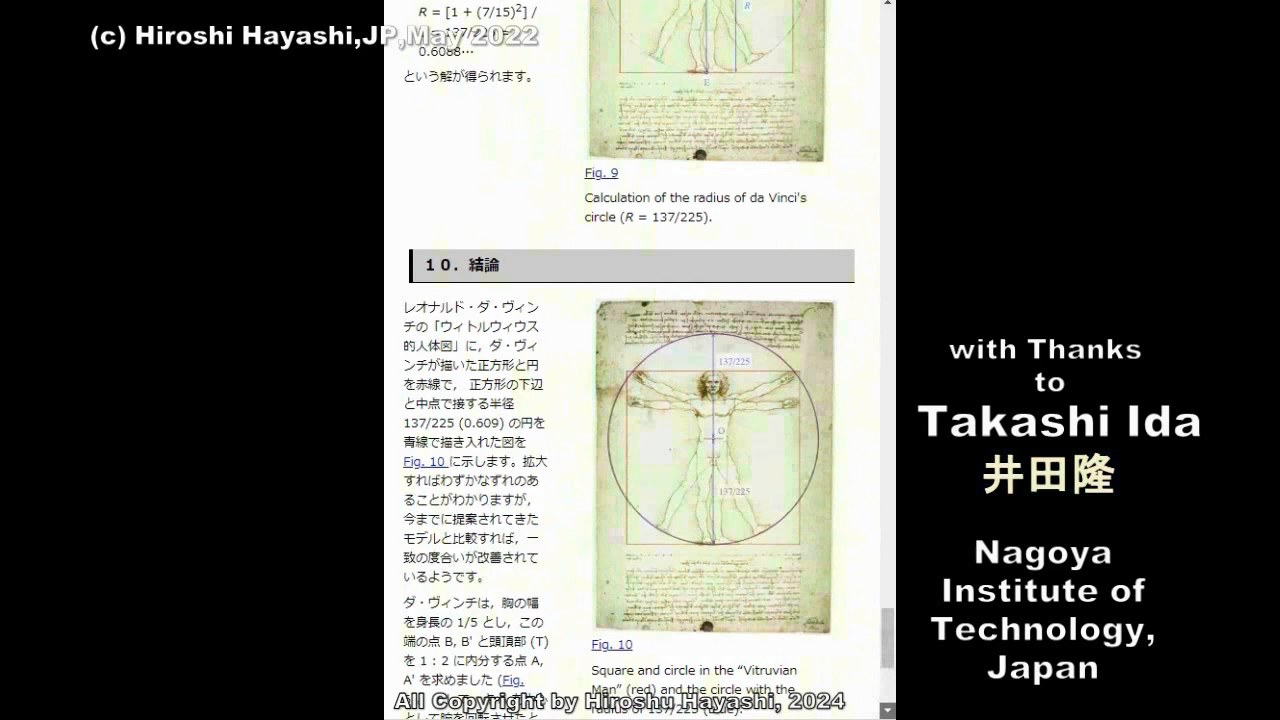 (c) Hiroshi Hayashi,JP,May 2022
R = [1 + (7/15)²] /
0.6088…
という解が得られます。
R
E
Fig. 9
Calculation of the radius of da Vinci's
circle (R = 137/225).
１０．結論
レオナルド・ダ・ヴィン
チの「ウィトルウィウス
的人体図」に，ダ・ヴィ
ンチが描いた正方形と円
を赤線で， 正方形の下辺
と中点で接する半径
137/225 (0.609) の円を
青線で描き入れた図を
Fig. 10 に示します。拡大
すればわずかなずれのあ
ることがわかりますが，
今までに提案されてきた
モデルと比較すれば，一
致の度合いが改善されて
いるようです。
ダ・ヴィンチは，胸の幅
を身長の 1/5 とし，この
端の点 B, B' と頭頂部 (T)
を 1 : 2 に内分する点 A,
A' を求めました (Fig.
137/225
O
137/225
Fig. 10
Square and circle in the “Vitruvian
Man” (red) and the circle with the
radius of 137/225 (blue).
All Copyright by Hiroshu Hayashi, 2024
with Thanks
to
Takashi Ida
井田隆
Nagoya
Institute of
Technology,
Japan